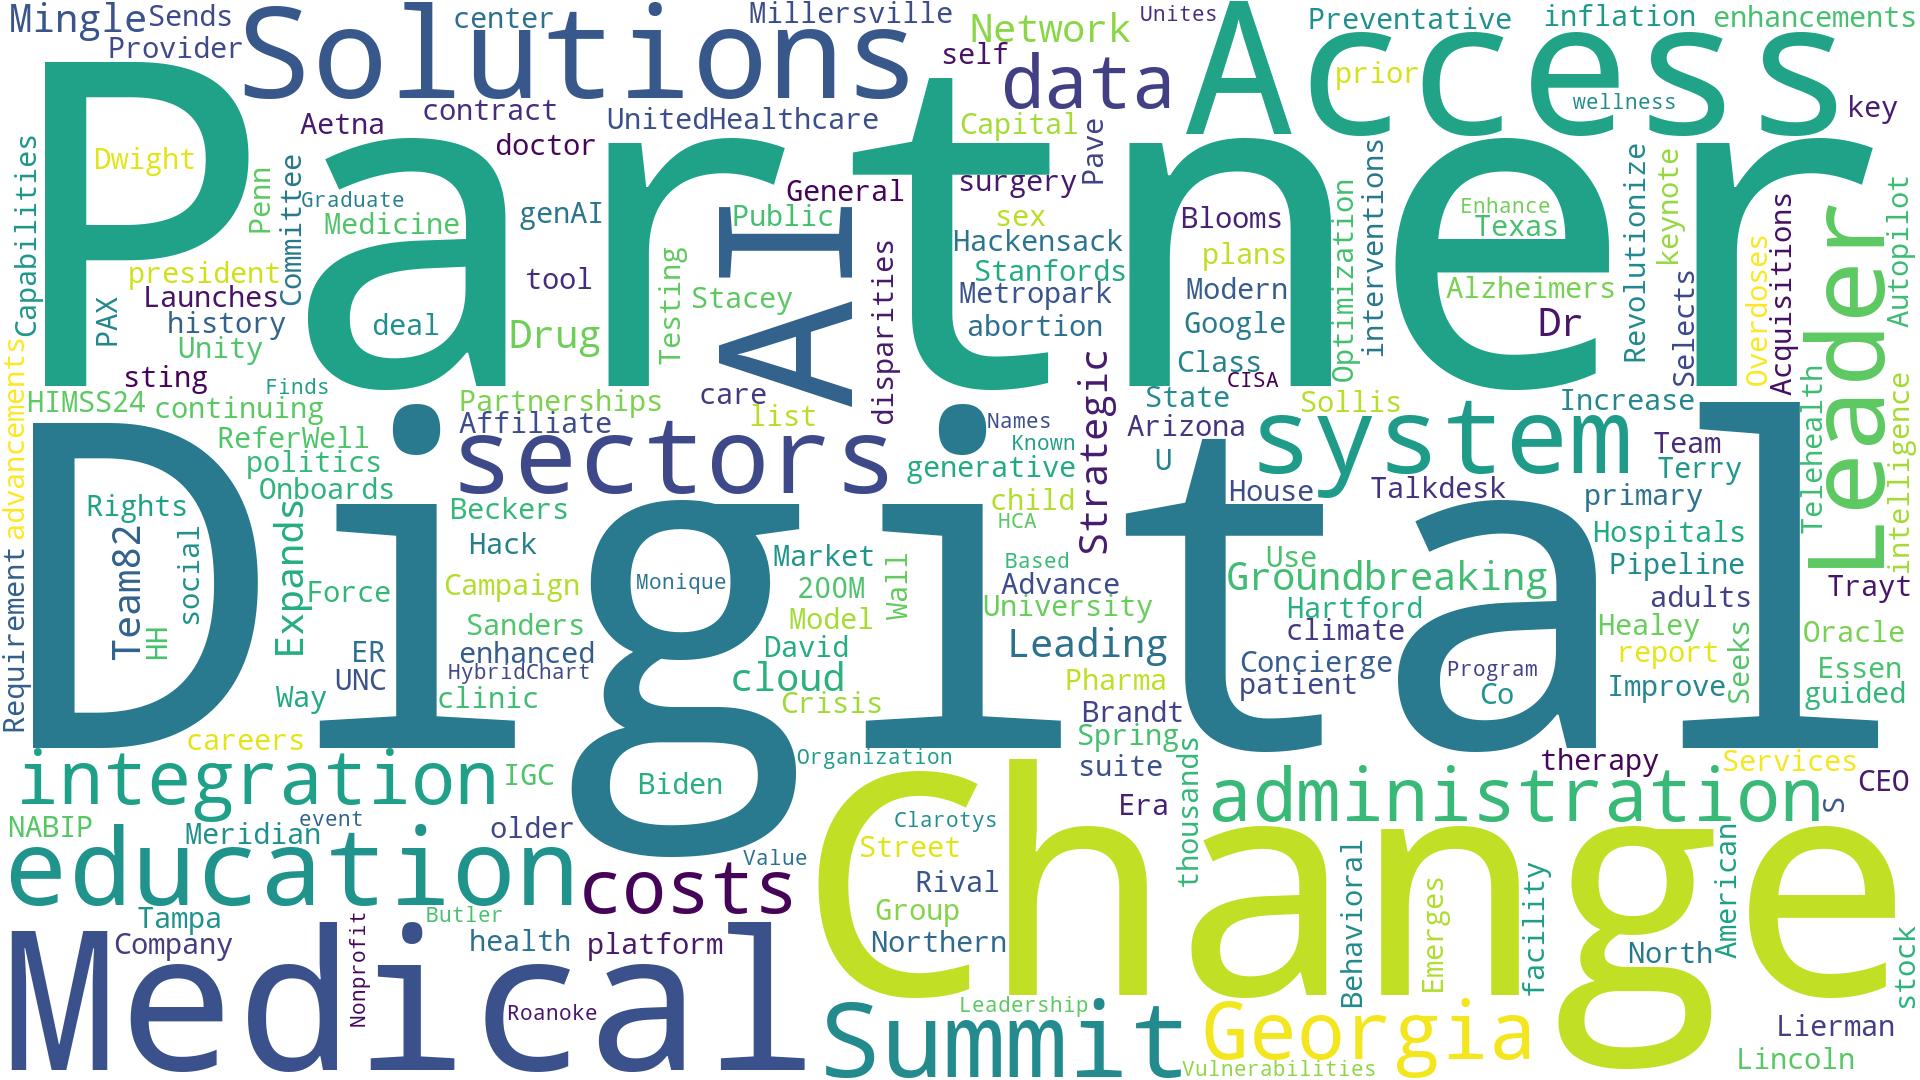 Mingle
Sends
Provider
Solutions
center
Millersville
Network
Unites
self
data
Access
Preventative
inflation
enhancements
prior
wellness
key
Partner
Dwight
Capabilities
Penn
Committee
Aetna
contract
doctor
UnitedHealthcare
Graduate
Medicine
genAI
General
Public
AI
Capital
Pave
surgery
sex
Hackensack
Stanfords
Metropark
abortion
Blooms
plans
Modern
Google
Class
CISA
Optimization
interventions
Enhance
Texas
Alzheimers
Dr
Revolutionize
keynote
Selects
Overdoses
Acquisitions
Leader
Autopilot
president
Launches
history
Unity
PAX
sting
deal
tool
Drug
Testing
Stacey
disparities
care
list
Finds
HIMSS24
continuing
advancements
ReferWell
politics
Onboards
Partnerships
Affiliate
sectors
Names
Known
generative
Strategic
State
Arizona
U
Sollis
system
Increase
Team
Terry
Telehealth
intelligence
Digital
Rights
Team82
social
HH
Requirement
Expands
Force
ER
UNC
Way
Beckers
Hack
Campaign
Sanders
enhanced
HybridChart
clinic
Monique
Market
200M
Model
David
cloud
Crisis
Wall
child
HCA
Based
Advance
University
Leading
Pharma
Brandt
Spring
suite
Era
thousands
House
Talkdesk
primary
Use
Groundbreaking
Hartford
climate
Concierge
patient
Program
Co
Hospitals
Pipeline
adults
Healey
report
Improve
Seeks
Trayt
Oracle
Essen
guided
careers
integration
IGC
Biden
Organization
therapy
Services
CEO
administration
S
NABIP
Meridian
event
older
education
Value
costs
Change
Clarotys
Street
Rival
Group
Northern
Behavioral
Emerges
facility
North
American
stock
Tampa
Company
Nonprofit
Butler
health
platform
Medical
Roanoke
Leadership
Summit
Georgia
Vulnerabilities
Lierman
Lincoln